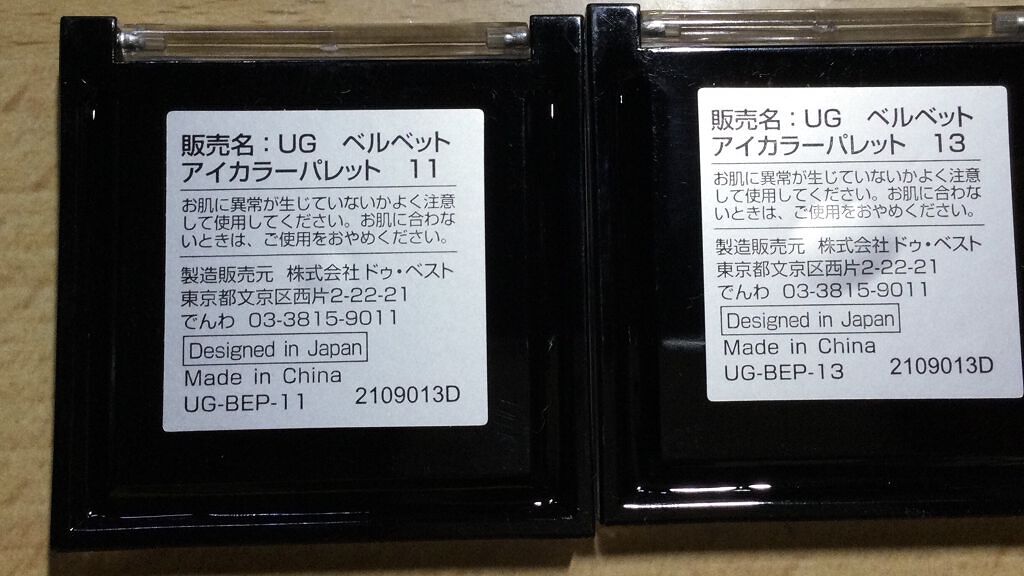 販売名：UG　ベルベット
アイカラーパレット　11
お肌に異常が生じていないかよく注意
して使用してください。お肌に合わな
いときは、ご使用をおやめください。
製造販売元　株式会社ドゥ・ベスト
東京都文京区西片2-22-21
でんわ　03-3815-9011
Designed in Japan
Made in China
UG-BEP-11　2109013D
販売名：UG　ベルベット
アイカラーパレット　13
お肌に異常が生じていないかよく注意
して使用してください。お肌に合わな
いときは、ご使用をおやめください。
製造販売元　株式会社ドゥ・ベスト
東京都文京区西片2-22-21
でんわ　03-3815-9011
Designed in Japan
Made in China
UG-BEP-13　2109013D